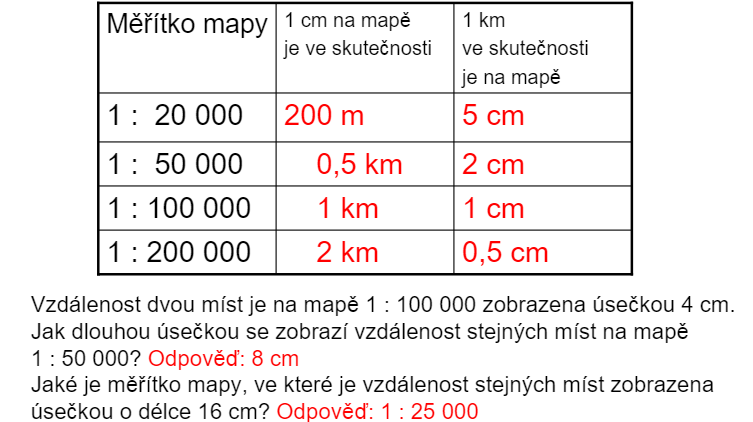 Měřítko mapy 1 cm na mapě je ve skutečnosti 1 km ve skutečnosti je na mapě
1 : 20 000 200 m 5 cm
1 : 50 000 0,5 km 2 cm
1 : 100 000 1 km 1 cm
1 : 200 000 2 km 0,5 cm
Vzdálenost dvou míst je na mapě 1 : 100 000 zobrazena úsečkou 4 cm.
Jak dlouhou úsečkou se zobrazí vzdálenost stejných míst na mapě
1 : 50 000? Odpověď: 8 cm
Jaké je měřítko mapy, ve které je vzdálenost stejných míst zobrazena
úsečkou o délce 16 cm? Odpověď: 1 : 25 000